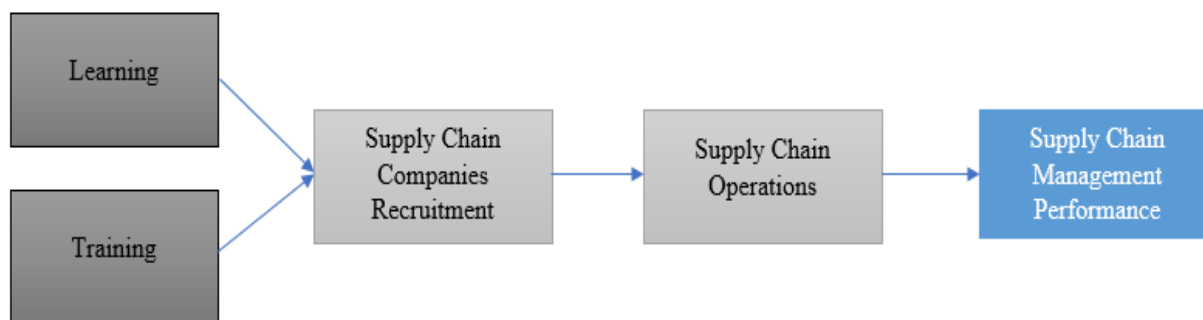 Learning
Training
Supply Chain
Companies
Recruitment
Supply Chain
Operations
Supply Chain
Management
Performance